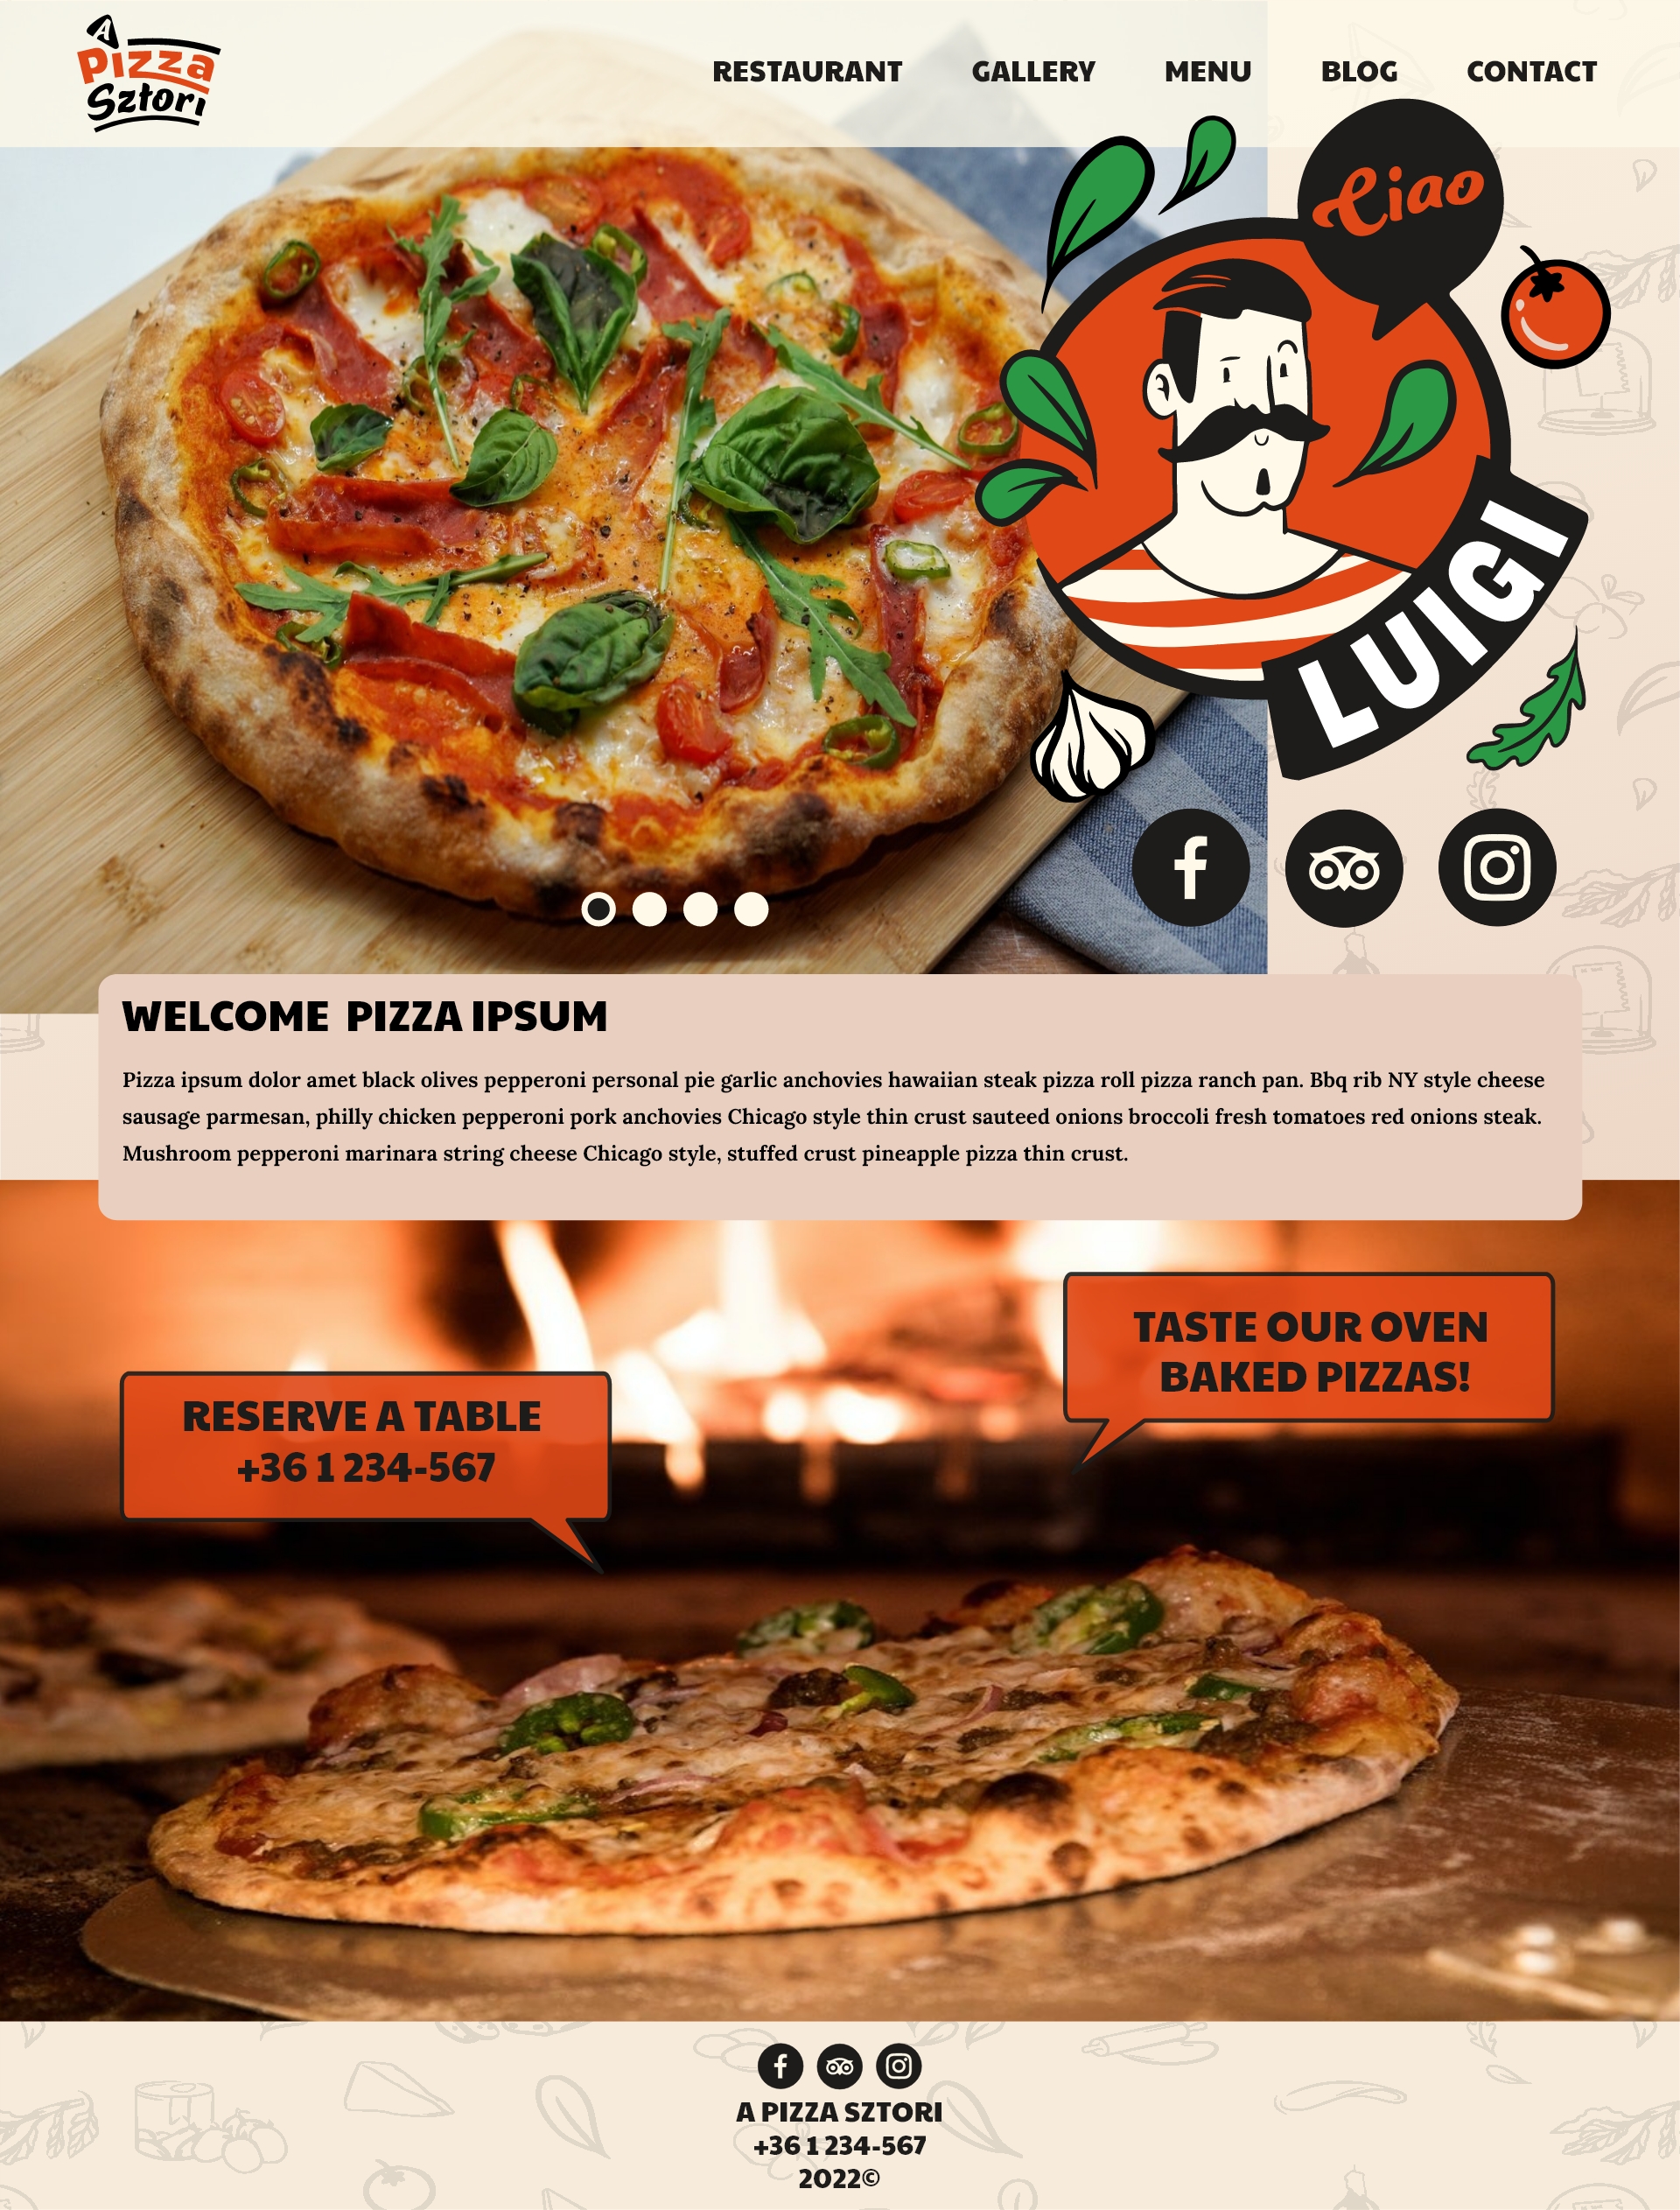 A
Pizza
Sztori
RESTAURANT GALLERY MENU BLOG CONTACT
Ciao
LUIGI
WELCOME PIZZA IPSUM
Pizza ipsum dolor amet black olives pepperoni personal pie garlic anchovies hawaiian steak pizza roll pizza ranch pan. Bbq rib NY style cheese
sausage parmesan, philly chicken pepperoni pork anchovies Chicago style thin crust sauteed onions broccoli fresh tomatoes red onions steak.
Mushroom pepperoni marinara string cheese Chicago style, stuffed crust pineapple pizza thin crust.
TASTE OUR OVEN
BAKED PIZZAS!
RESERVE A TABLE
+36 1 234-567
A PIZZA SZTORI
+36 1 234-567
2022©